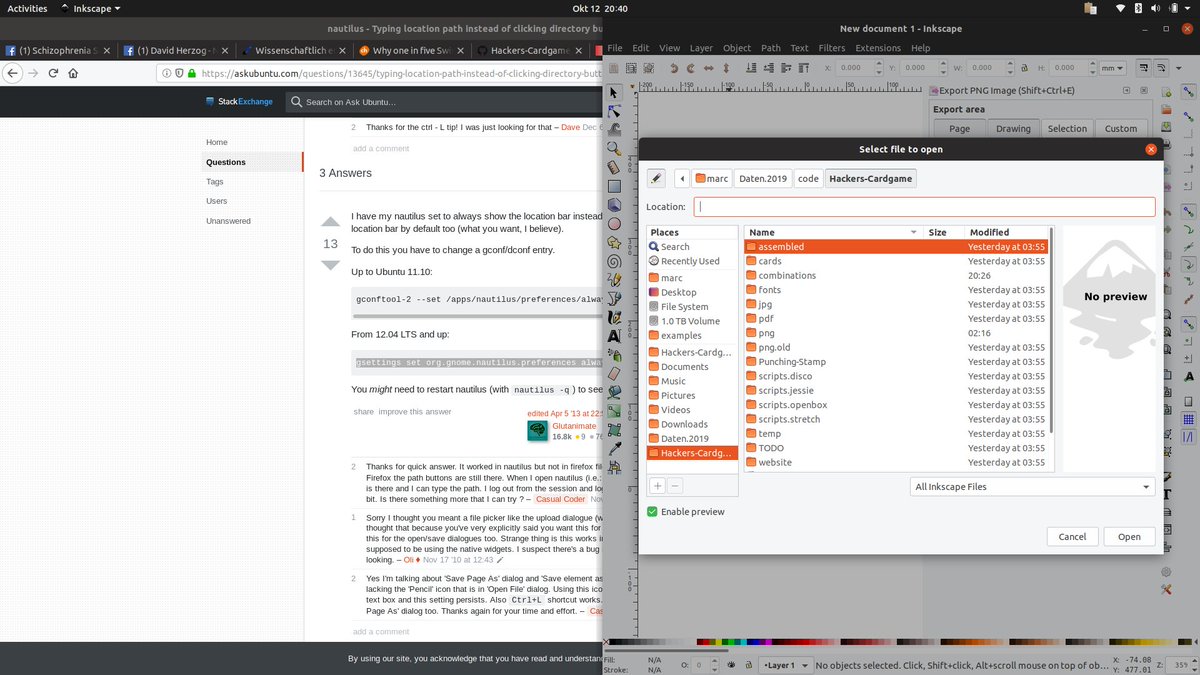 Activities
Inkscape
Okt 12 20:40
nautilus - Typing location path instead of clicking directory bu
(1) Schizophrenia S
(1) David Herzog - N
Wissenschaftlich e
Why one in five Sw
Hackers-Cardgame
https://askubuntu.com/questions/13645/typing-location-path-instead-of-clicking-directory-butt
StackExchange
Search on Ask Ubuntu…
Home
Questions
Tags
Users
Unanswered
2 Thanks for the ctrl - L tip! I was just looking for that – Dave Dec 6
add a comment
3 Answers
13
I have my nautilus set to always show the location bar instead
location bar by default too (what you want, I believe).
To do this you have to change a gconf/dconf entry.
Up to Ubuntu 11.10:
gconftool-2 --set /apps/nautilus/preferences/alwa
From 12.04 LTS and up:
gsettings set org.gnome.nautilus.preferences alwa
You might need to restart nautilus (with nautilus -q ) to see
share improve this answer
edited Apr 5 '13 at 22:5
Glutanimate
16.8k 9 76
2 Thanks for quick answer. It worked in nautilus but not in firefox fil
Firefox the path buttons are still there. When I open nautilus (i.e.:
is there and I can type the path. I log out from the session and log
bit. Is there something more that I can try ? – Casual Coder Nov
1 Sorry I thought you meant a file picker like the upload dialogue (w
thought that because you've very explicitly said you want this for
this for the open/save dialogues too. Strange thing is this works i
supposed to be using the native widgets. I suspect there's a bug
looking. – Oli ♦ Nov 17 '10 at 12:43
2 Yes I'm talking about 'Save Page As' dialog and 'Save element as
lacking the 'Pencil' icon that is in 'Open File' dialog. Using this ico
text box and this setting persists. Also Ctrl+L shortcut works.
Page As' dialog too. Thanks again for your time and effort. – Cas
add a comment
By using our site, you acknowledge that you have read and understan
New document 1 - Inkscape
File Edit View Layer Object Path Text Filters Extensions Help
X: 0.000 Y: 0.000 W: 0.000 H: 0.000 mm
Export PNG Image (Shift+Ctrl+E)
Export area
Page Drawing Selection Custom
Select file to open
marc Daten.2019 code Hackers-Cardgame
Location:
Places
Search
Recently Used
marc
Desktop
File System
1.0 TB Volume
examples
Hackers-Cardg…
Documents
Music
Pictures
Videos
Downloads
Daten.2019
Hackers-Cardg…
Name Size Modified
assembled Yesterday at 03:55
cards Yesterday at 03:55
combinations 20:26
fonts Yesterday at 03:55
jpg Yesterday at 03:55
pdf Yesterday at 03:55
png 02:16
png.old Yesterday at 03:55
Punching-Stamp Yesterday at 03:55
scripts.disco Yesterday at 03:55
scripts.jessie Yesterday at 03:55
scripts.openbox Yesterday at 03:55
scripts.stretch Yesterday at 03:55
temp Yesterday at 03:55
TODO Yesterday at 03:55
website Yesterday at 03:55
No preview
All Inkscape Files
Enable preview
Cancel Open
Fill: N/A
Stroke: N/A
O: 0
•Layer 1
No objects selected. Click, Shift+click, Alt+scroll mouse on top of ob…
X: -74.08
Y: 477.01
Z: 35%